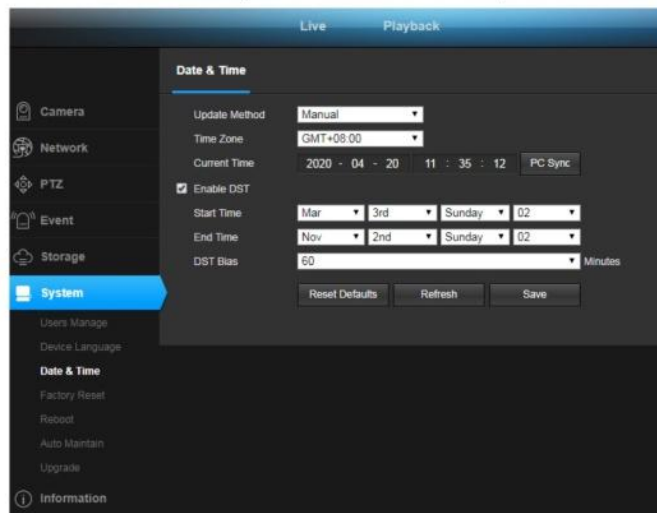 Live Playback
Date & Time
Camera
Network
PTZ
Event
Storage
System
Users Manage
Device Language
Date & Time
Factory Reset
Reboot
Auto Maintain
Upgrade
Information
Update Method Manual
Time Zone GMT+08:00
Current Time 2020 - 04 - 20 11 : 35 : 12 PC Sync
Enable DST
Start Time Mar 3rd Sunday 02
End Time Nov 2nd Sunday 02
DST Bias 60 Minutes
Reset Defaults Refresh Save